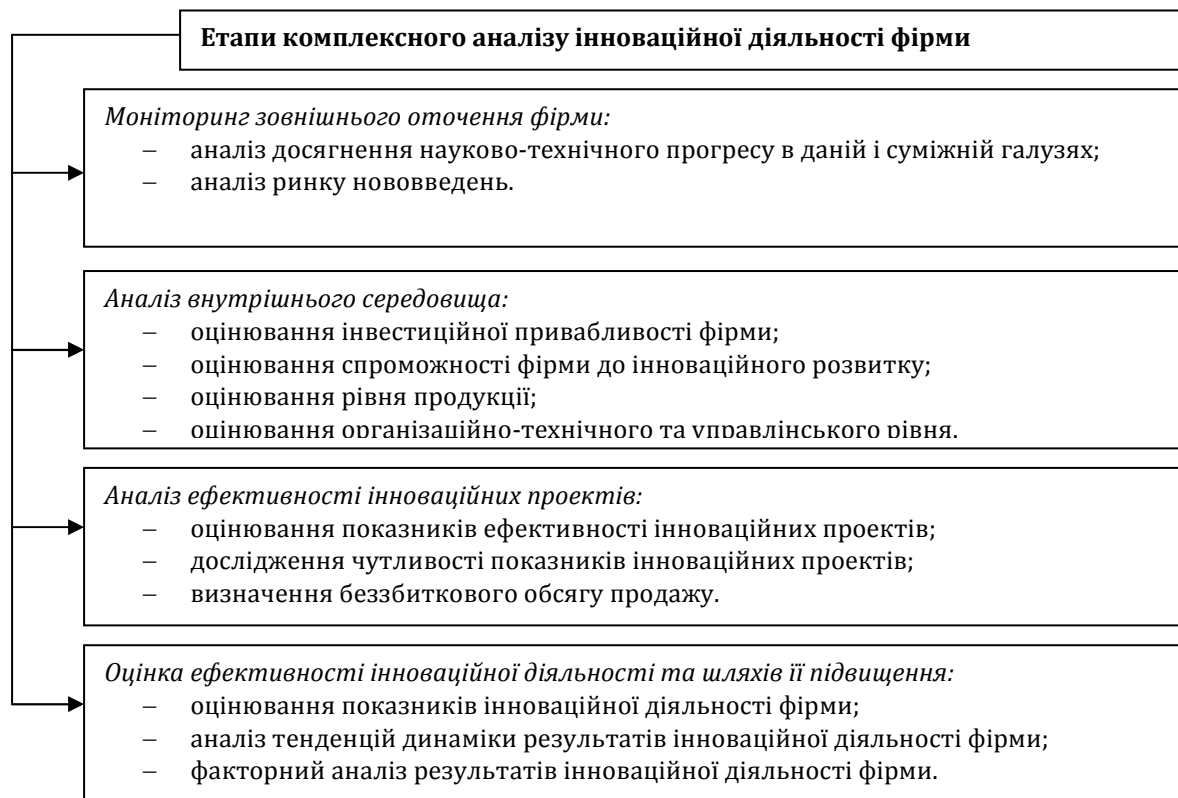 Етапи комплексного аналізу інноваційної діяльності фірми
Моніторинг зовнішнього оточення фірми:
– аналіз досягнення науково-технічного прогресу в даній і суміжній галузях;
– аналіз ринку нововведень.
Аналіз внутрішнього середовища:
– оцінювання інвестиційної привабливості фірми;
– оцінювання спроможності фірми до інноваційного розвитку;
– оцінювання рівня продукції;
– оцінювання організаційно-технічного та управлінського рівня.
Аналіз ефективності інноваційних проектів:
– оцінювання показників ефективності інноваційних проектів;
– дослідження чутливості показників інноваційних проектів;
– визначення беззбиткового обсягу продажу.
Оцінка ефективності інноваційної діяльності та шляхів її підвищення:
– оцінювання показників інноваційної діяльності фірми;
– аналіз тенденцій динаміки результатів інноваційної діяльності фірми;
– факторний аналіз результатів інноваційної діяльності фірми.